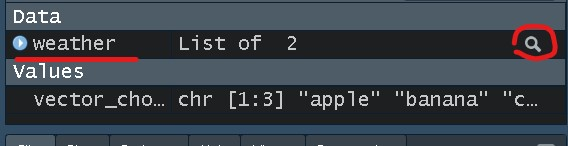 Data
weather List of 2
Values
vector_cho… chr [1:3] "apple" "banana" "c…